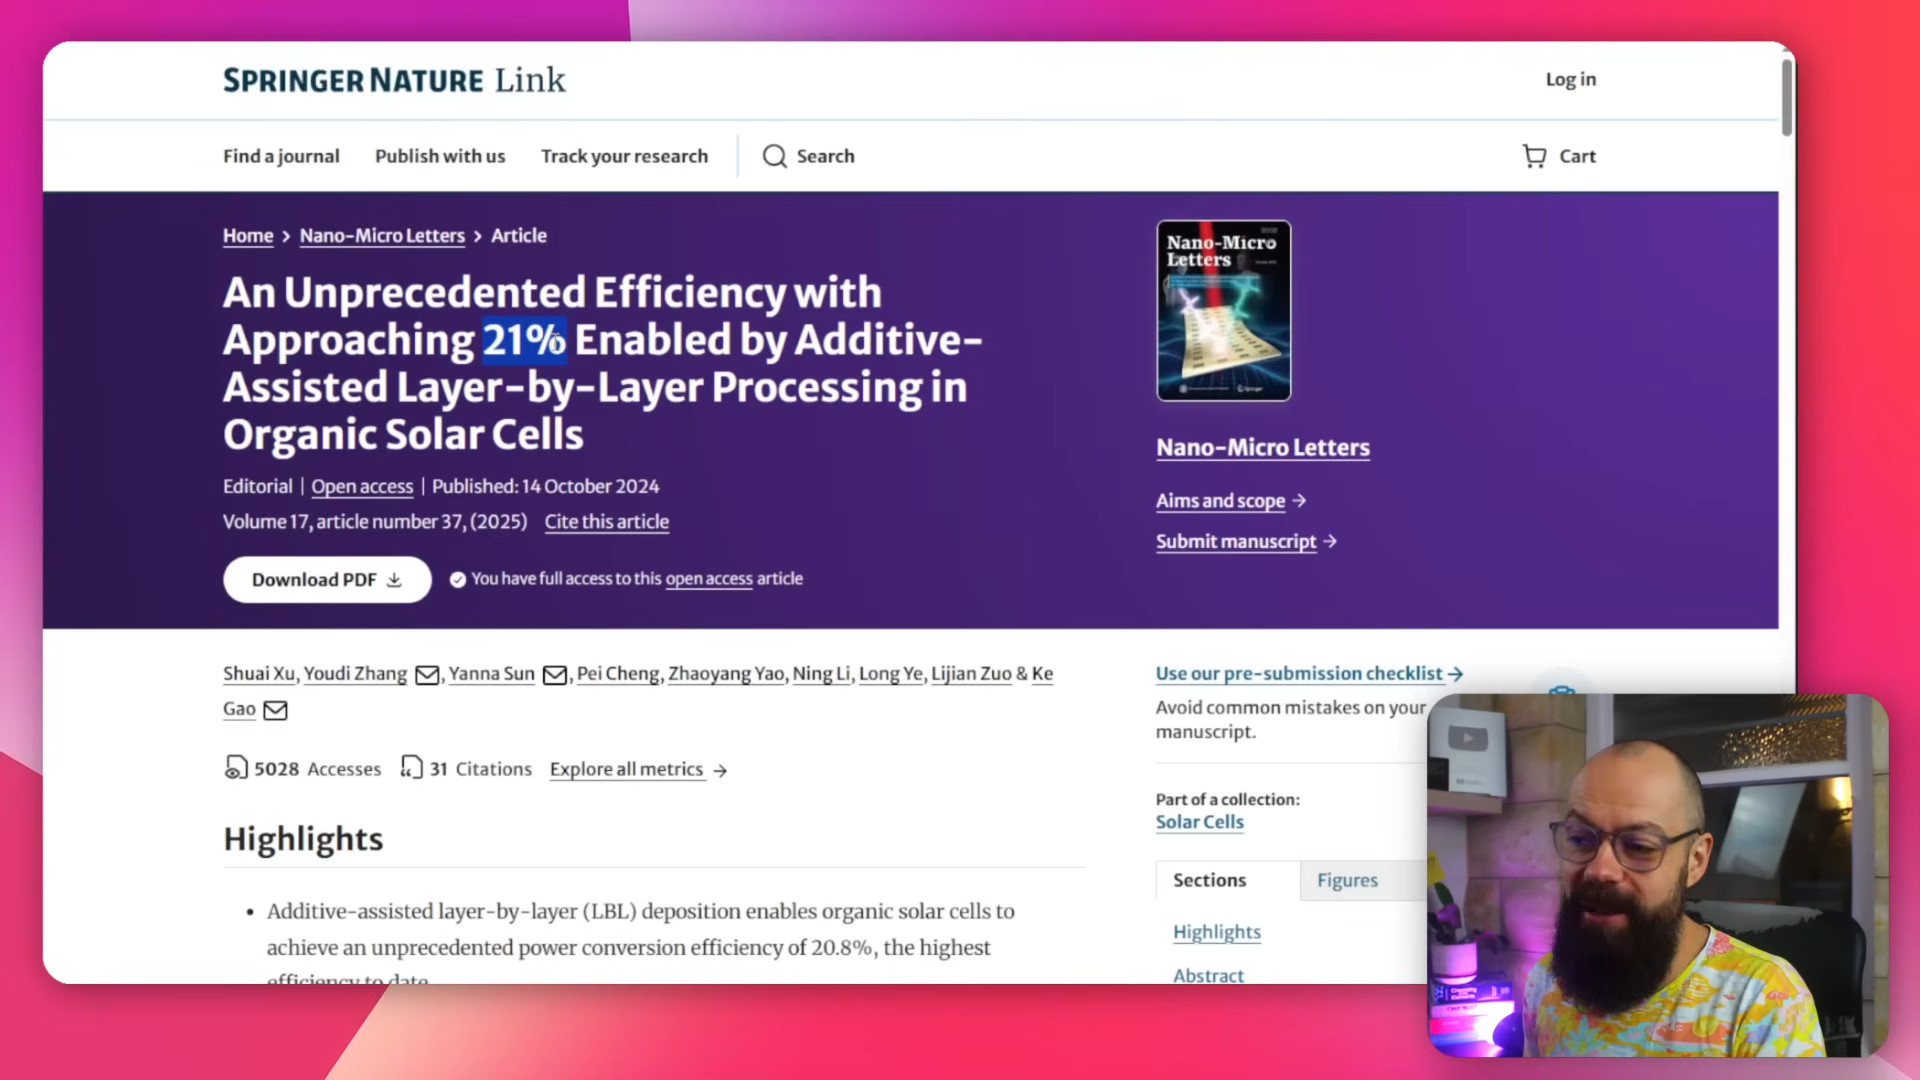 SPRINGER NATURE Link
Log in
Find a journal
Publish with us
Track your research
Search
Cart
Home > Nano-Micro Letters > Article
An Unprecedented Efficiency with
Approaching 21% Enabled by Additive-
Assisted Layer-by-Layer Processing in
Organic Solar Cells
Editorial | Open access | Published: 14 October 2024
Volume 17, article number 37, (2025) Cite this article
Download PDF
You have full access to this open access article
Nano-Micro
Letters
Nano-Micro Letters
Aims and scope →
Submit manuscript →
Shuai Xu, Youdi Zhang, Yanna Sun, Pei Cheng, Zhaoyang Yao, Ning Li, Long Ye, Lijian Zuo & Ke
Gao
5028 Accesses 31 Citations Explore all metrics →
Highlights
• Additive-assisted layer-by-layer (LBL) deposition enables organic solar cells to
achieve an unprecedented power conversion efficiency of 20.8%, the highest
efficiency to date
Use our pre-submission checklist →
Avoid common mistakes on your
manuscript.
Part of a collection:
Solar Cells
Sections
Figures
Highlights
Abstract